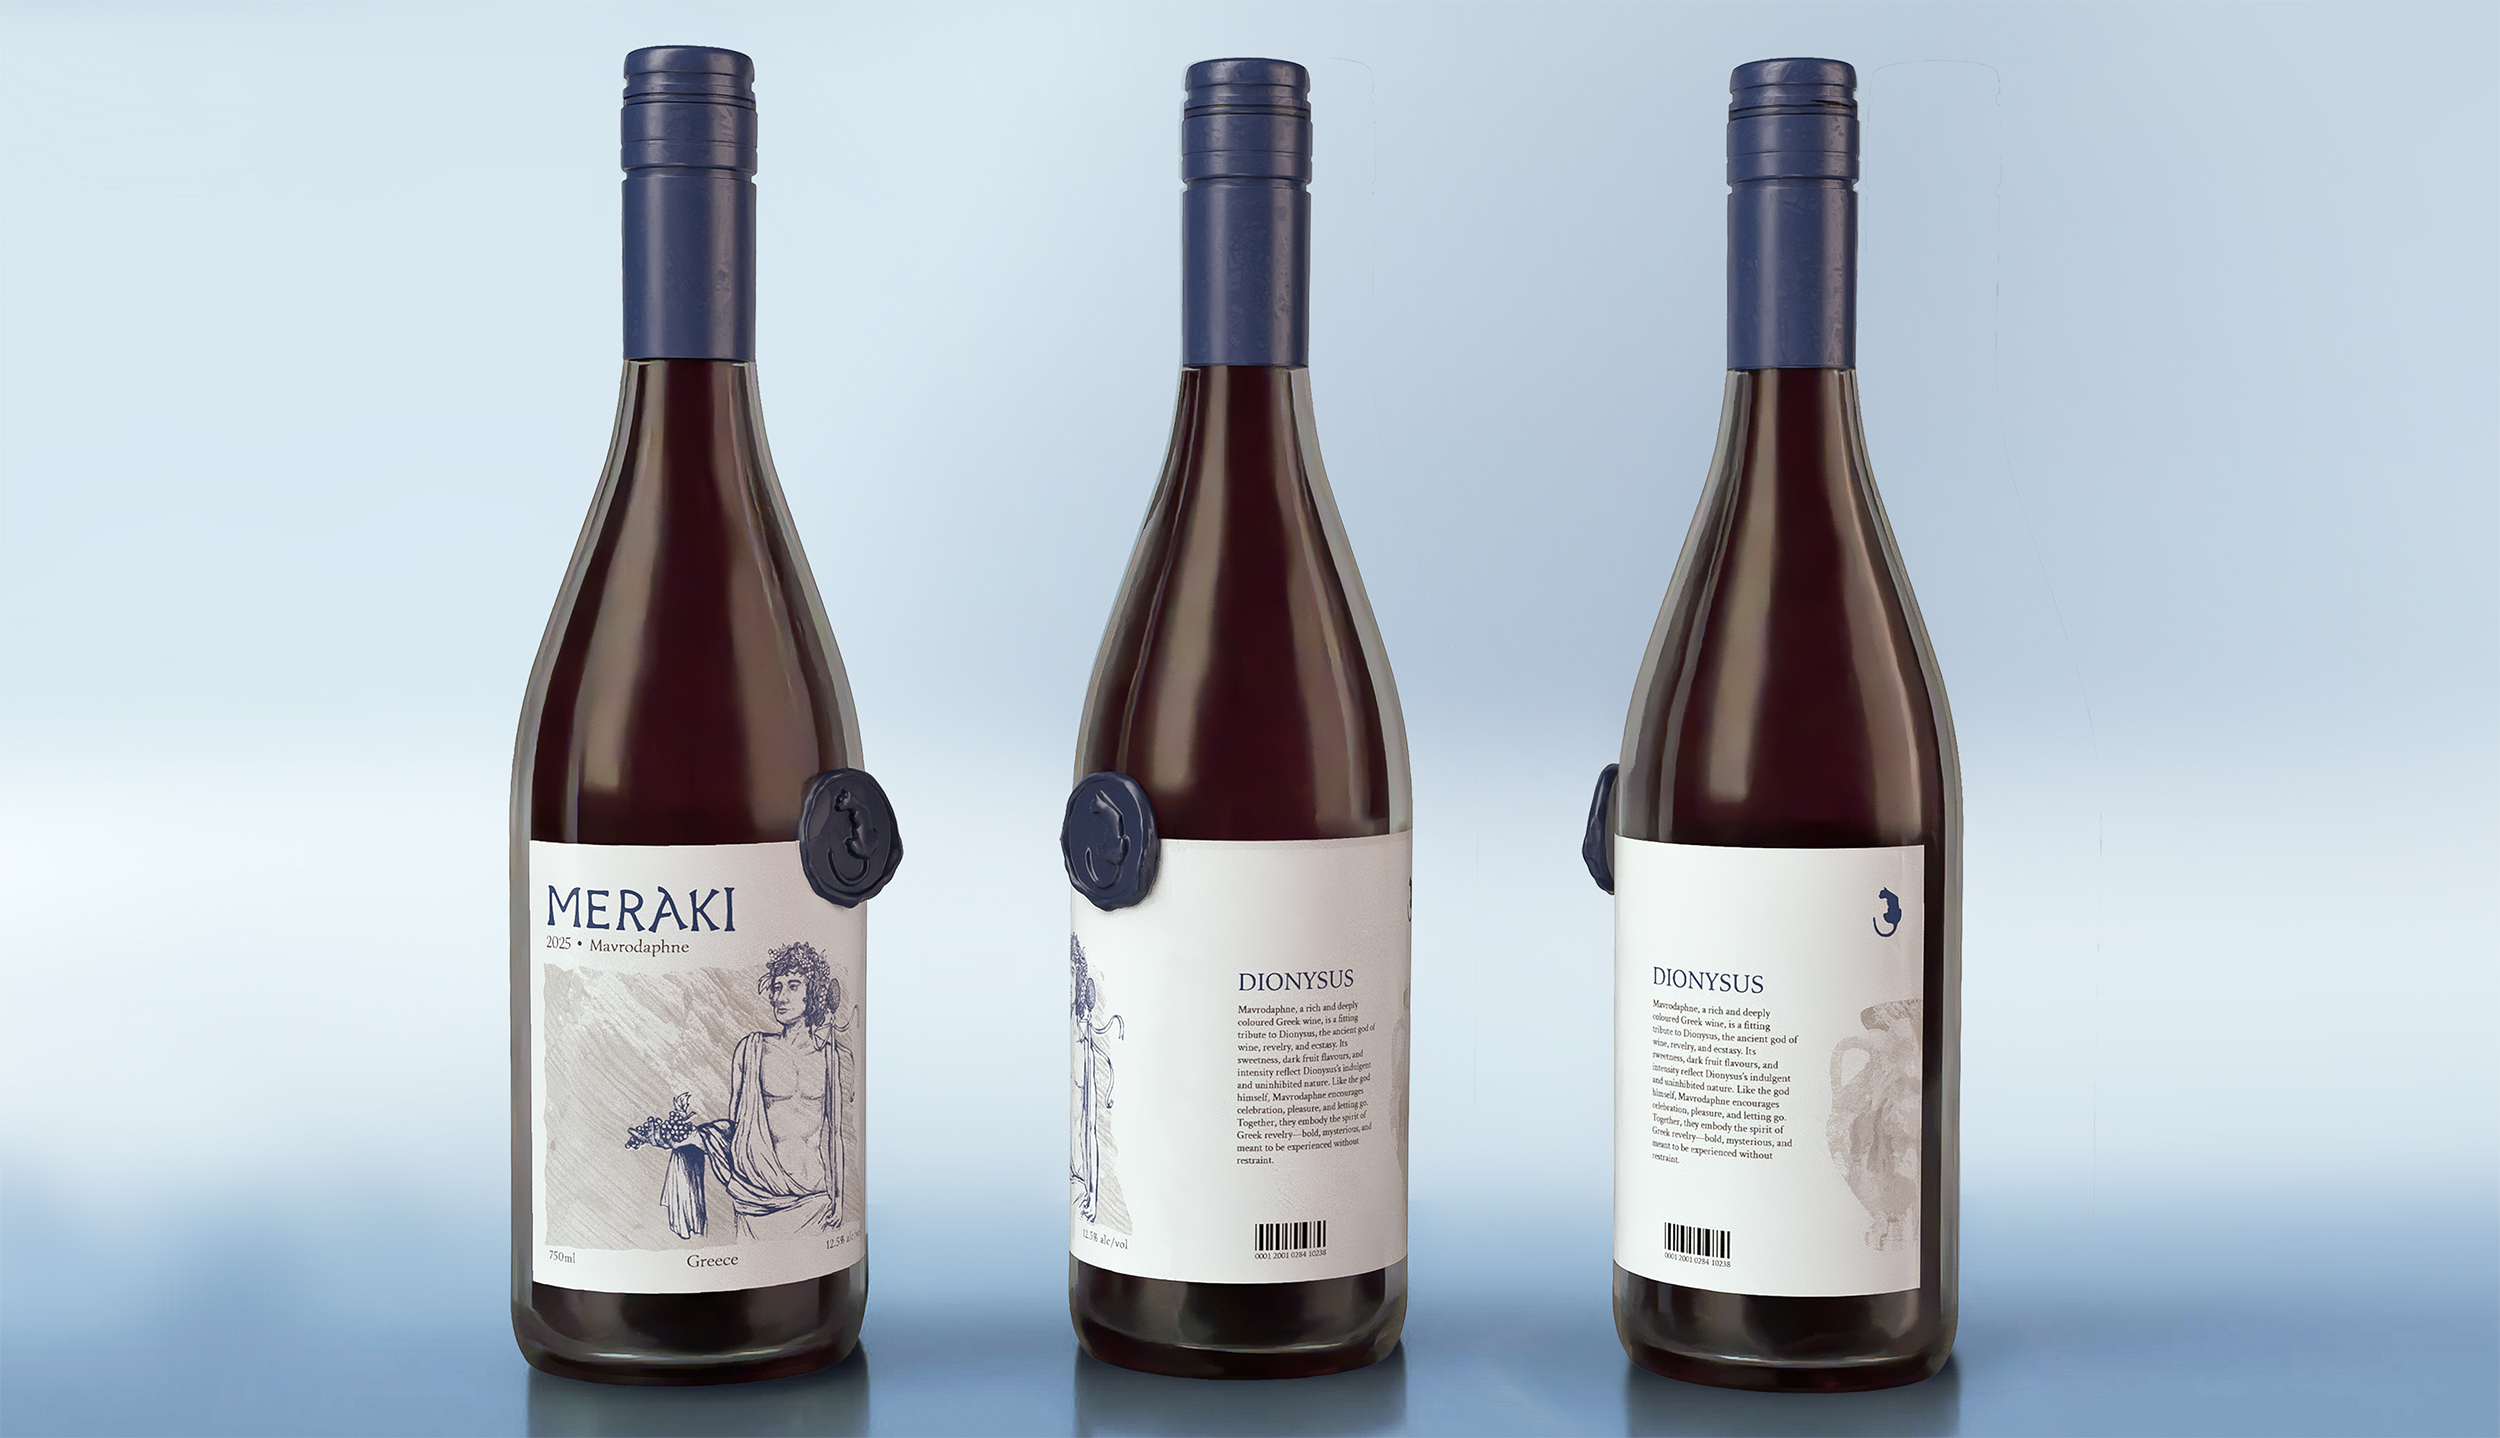 MERAKI
2025 • Mavrodaphne
750ml
Greece
12.5% alc/vol
12.5% alc/vol
DIONYSUS
Mavrodaphne, a rich and deeply
coloured Greek wine, is a fitting
tribute to Dionysus, the ancient god of
wine, revelry, and ecstasy. Its
sweetness, dark fruit flavours, and
intensity reflect Dionysus's indulgent
and uninhibited nature. Like the god
himself, Mavrodaphne encourages
celebration, pleasure, and letting go.
Together, they embody the spirit of
Greek revelry—bold, mysterious, and
meant to be experienced without
restraint.
0001 2001 0284 10238
DIONYSUS
Mavrodaphne, a rich and deeply
coloured Greek wine, is a fitting
tribute to Dionysus, the ancient god of
wine, revelry, and ecstasy. Its
sweetness, dark fruit flavours, and
intensity reflect Dionysus's indulgent
and uninhibited nature. Like the god
himself, Mavrodaphne encourages
celebration, pleasure, and letting go.
Together, they embody the spirit of
Greek revelry—bold, mysterious, and
meant to be experienced without
restraint.
0001 2001 0284 10238